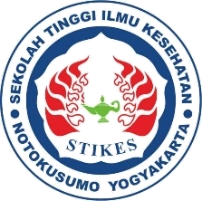 SEKOLAH TINGGI ILMU KESEHATAN
STIKES
NOTOKUSUMO YOGYAKARTA